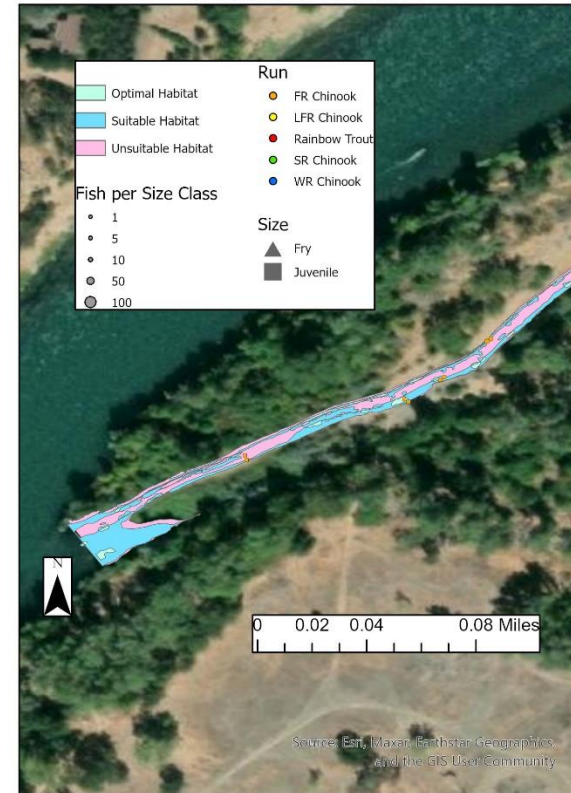 Optimal Habitat
Suitable Habitat
Unsuitable Habitat
Fish per Size Class
1
5
10
50
100
Run
FR Chinook
LFR Chinook
Rainbow Trout
SR Chinook
WR Chinook
Size
Fry
Juvenile
N
0 0.02 0.04 0.08 Miles
Source: Esri, Maxar, Earthstar Geographics,
and the GIS User Community